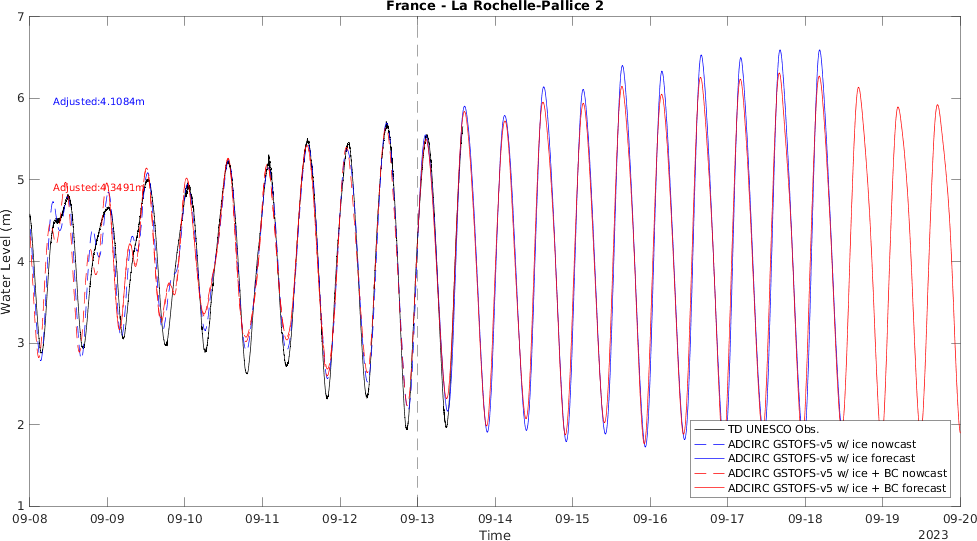 France - La Rochelle-Pallice 2
7
6
5
4
3
2
1
Water Level (m)
Adjusted:4.1084m
Adjusted:4.3491m
TD UNESCO Obs.
ADCIRC GSTOFS-v5 w/ ice nowcast
ADCIRC GSTOFS-v5 w/ ice forecast
ADCIRC GSTOFS-v5 w/ ice + BC nowcast
ADCIRC GSTOFS-v5 w/ ice + BC forecast
09-08 09-09 09-10 09-11 09-12 09-13 09-14 09-15 09-16 09-17 09-18 09-19 09-20
Time
2023